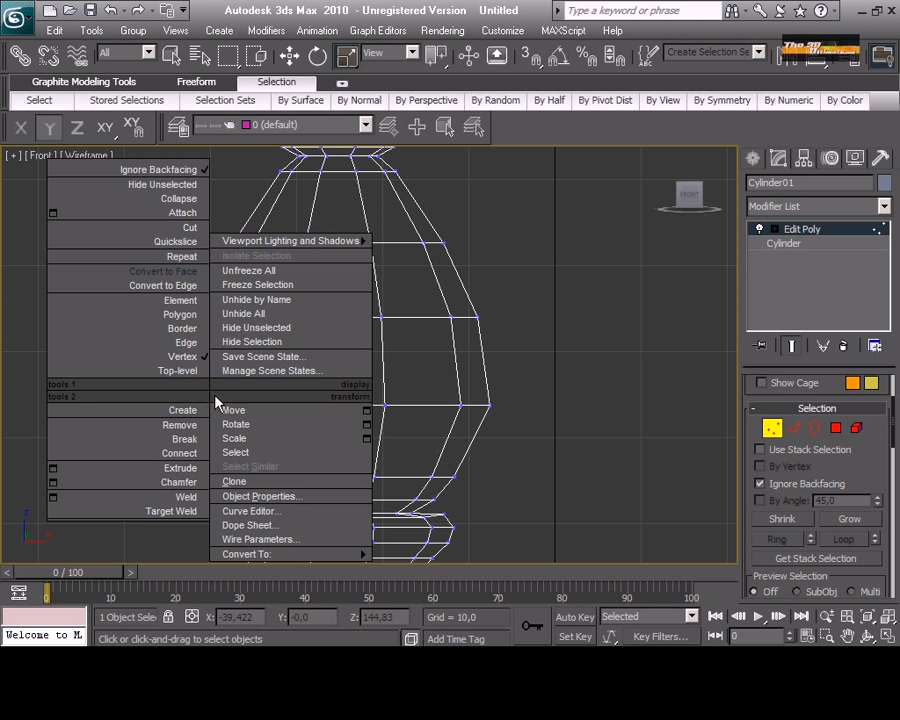 Autodesk 3ds Max 2010 - Unregistered Version Untitled
Type a keyword or phrase
Edit Tools Group Views Create Modifiers Animation Graph Editors Rendering Customize MAXScript Help
All View Create Selection Se
Graphite Modeling Tools Freeform Selection
Select Stored Selections Selection Sets By Surface By Normal By Perspective By Random By Half By Pivot Dist By View By Symmetry By Numeric By Color
X Y Z XY XY 0 (default)
[ + ] [ Front ] [ Wireframe ]
Ignore Backfacing
Hide Unselected
Collapse
Attach
Cut
Quickslice
Repeat
Convert to Face
Convert to Edge
Element
Polygon
Border
Edge
Vertex
Top-level
tools 1
tools 2
Create
Remove
Break
Connect
Extrude
Chamfer
Weld
Target Weld
Viewport Lighting and Shadows
Isolate Selection
Unfreeze All
Freeze Selection
Unhide by Name
Unhide All
Hide Unselected
Hide Selection
Save Scene State...
Manage Scene States...
display
transform
Move
Rotate
Scale
Select
Select Similar
Clone
Object Properties...
Curve Editor...
Dope Sheet...
Wire Parameters...
Convert To:
FRONT
z
x
Cylinder01
Modifier List
Edit Poly
Cylinder
Show Cage
Selection
Use Stack Selection
By Vertex
Ignore Backfacing
By Angle: 45,0
Shrink Grow
Ring Loop
Get Stack Selection
Preview Selection
Off SubObj Multi
0 / 100
0 10 20 30 40 50 60 70 80 90 100
1 Object Sele X: -39,422 Y: -0,0 Z: 144,83 Grid = 10,0 Auto Key Selected
Welcome to M Click or click-and-drag to select objects Add Time Tag Set Key Key Filters... 0